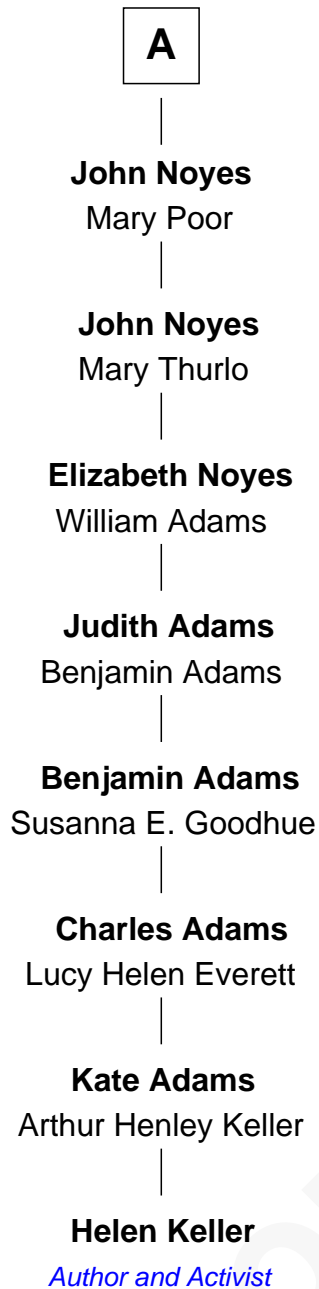 A
John Noyes
Mary Poor
John Noyes
Mary Thurlo
Elizabeth Noyes
William Adams
Judith Adams
Benjamin Adams
Benjamin Adams
Susanna E. Goodhue
Charles Adams
Lucy Helen Everett
Kate Adams
Arthur Henley Keller
Helen Keller
Author and Activist